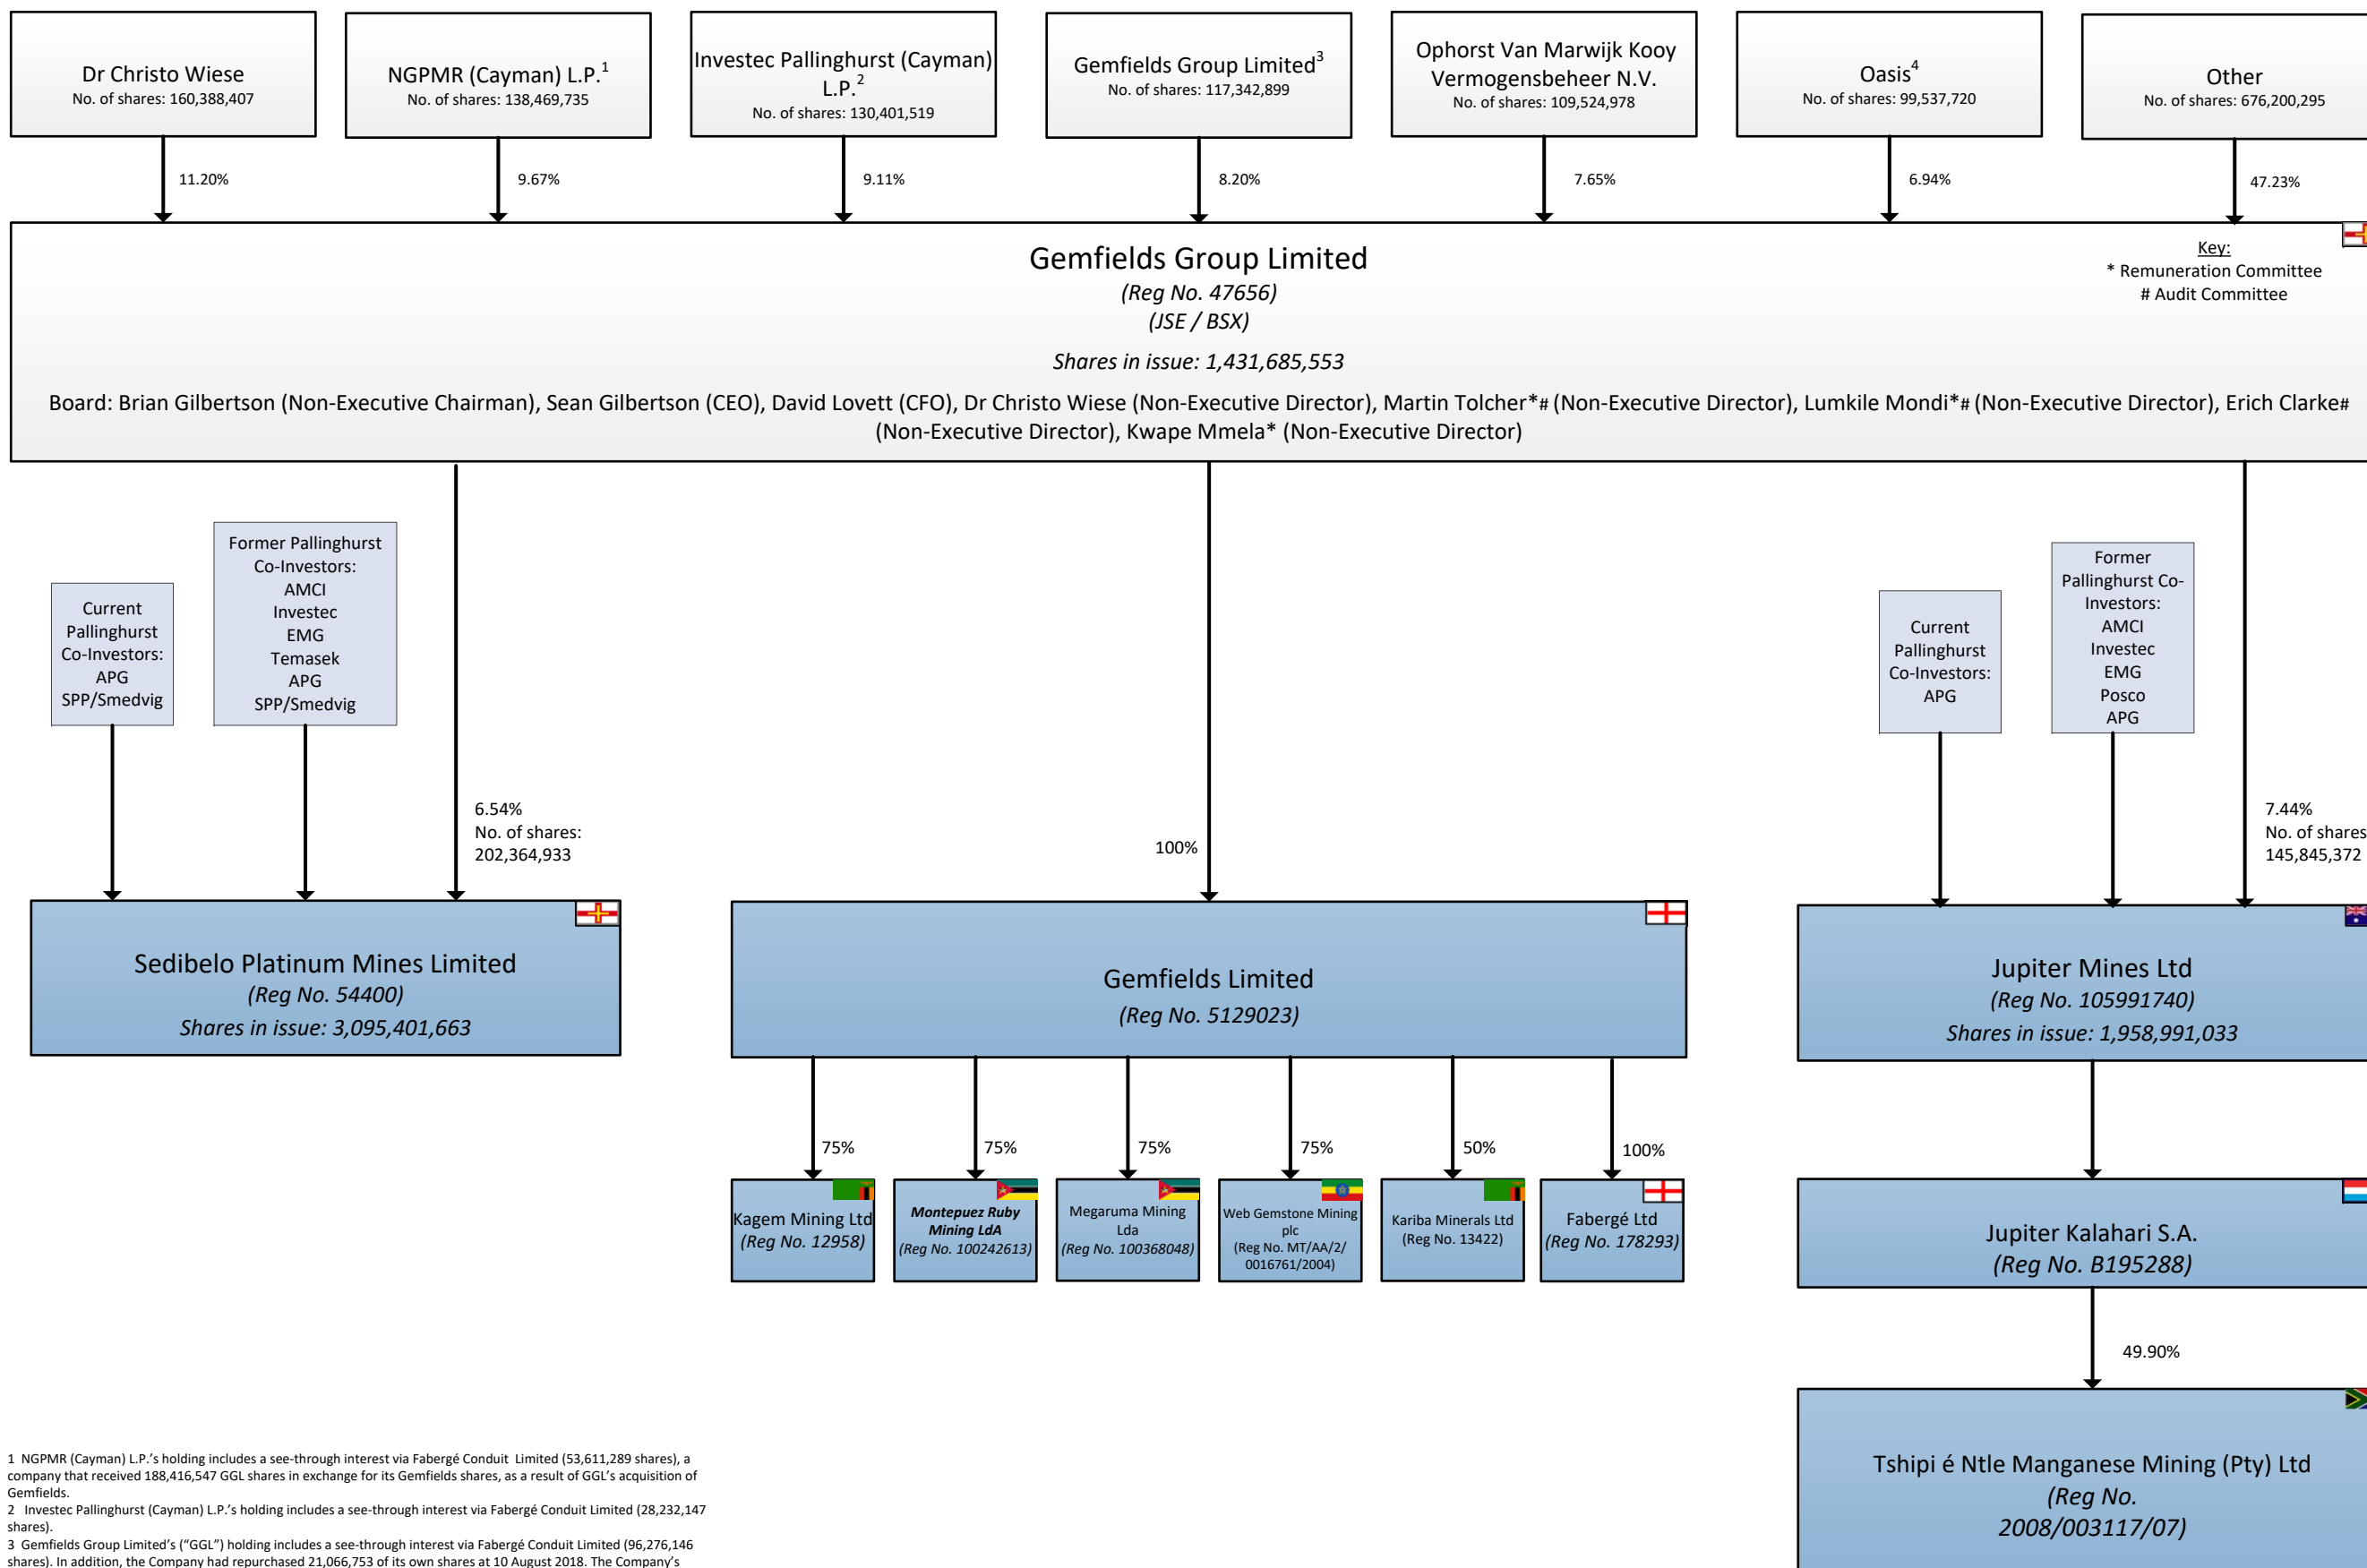 Dr Christo Wiese
No. of shares: 160,388,407
NGPMR (Cayman) L.P.1
No. of shares: 138,469,735
Investec Pallinghurst (Cayman)
L.P.2
No. of shares: 130,401,519
Gemfields Group Limited3
No. of shares: 117,342,899
Ophorst Van Marwijk Kooy
Vermogensbeheer N.V.
No. of shares: 109,524,978
Oasis4
No. of shares: 99,537,720
Other
No. of shares: 676,200,295
11.20%
9.67%
9.11%
8.20%
7.65%
6.94%
47.23%
Gemfields Group Limited
(Reg No. 47656)
(JSE / BSX)
Shares in issue: 1,431,685,553
Key:
* Remuneration Committee
# Audit Committee
Board: Brian Gilbertson (Non-Executive Chairman), Sean Gilbertson (CEO), David Lovett (CFO), Dr Christo Wiese (Non-Executive Director), Martin Tolcher*# (Non-Executive Director), Lumkile Mondi*# (Non-Executive Director), Erich Clarke#
(Non-Executive Director), Kwape Mmela* (Non-Executive Director)
Current
Pallinghurst
Co-Investors:
APG
SPP/Smedvig
Former Pallinghurst
Co-Investors:
AMCI
Investec
EMG
Temasek
APG
SPP/Smedvig
6.54%
No. of shares:
202,364,933
100%
Current
Pallinghurst
Co-Investors:
APG
Former
Pallinghurst Co-
Investors:
AMCI
Investec
EMG
Posco
APG
7.44%
No. of shares
145,845,372
Sedibelo Platinum Mines Limited
(Reg No. 54400)
Shares in issue: 3,095,401,663
Gemfields Limited
(Reg No. 5129023)
Jupiter Mines Ltd
(Reg No. 105991740)
Shares in issue: 1,958,991,033
75%
75%
75%
75%
50%
100%
Kagem Mining Ltd
(Reg No. 12958)
Montepuez Ruby
Mining LdA
(Reg No. 100242613)
Megaruma Mining
Lda
(Reg No. 100368048)
Web Gemstone Mining
plc
(Reg No. MT/AA/2/
0016761/2004)
Kariba Minerals Ltd
(Reg No. 13422)
Fabergé Ltd
(Reg No. 178293)
Jupiter Kalahari S.A.
(Reg No. B195288)
49.90%
Tshipi é Ntle Manganese Mining (Pty) Ltd
(Reg No.
2008/003117/07)
1 NGPMR (Cayman) L.P.'s holding includes a see-through interest via Fabergé Conduit Limited (53,611,289 shares), a
company that received 188,416,547 GGL shares in exchange for its Gemfields shares, as a result of GGL's acquisition of
Gemfields.
2 Investec Pallinghurst (Cayman) L.P.'s holding includes a see-through interest via Fabergé Conduit Limited (28,232,147
shares).
3 Gemfields Group Limited's ("GGL") holding includes a see-through interest via Fabergé Conduit Limited (96,276,146
shares). In addition, the Company had repurchased 21,066,753 of its own shares at 10 August 2018. The Company's